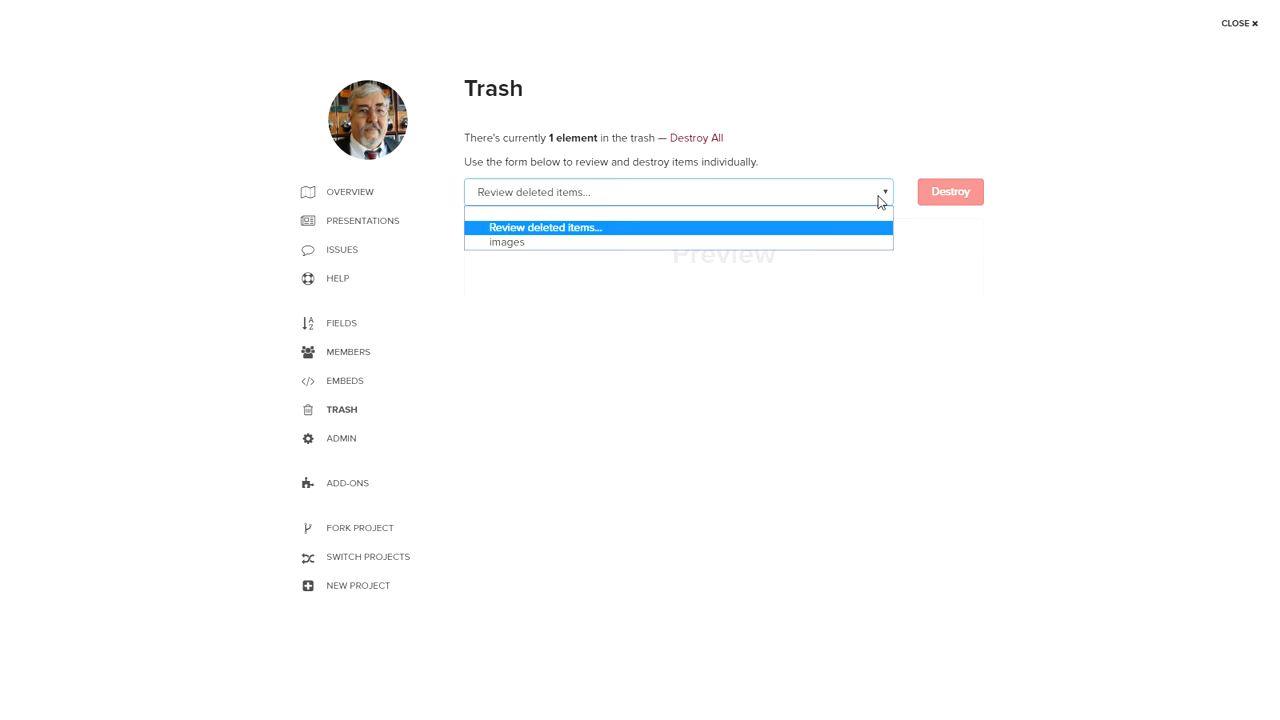 CLOSE ✖
Trash
There's currently 1 element in the trash — Destroy All
Use the form below to review and destroy items individually.
Review deleted items...
Destroy
Review deleted items...
images
Preview
OVERVIEW
PRESENTATIONS
ISSUES
HELP
FIELDS
MEMBERS
EMBEDS
TRASH
ADMIN
ADD-ONS
FORK PROJECT
SWITCH PROJECTS
NEW PROJECT